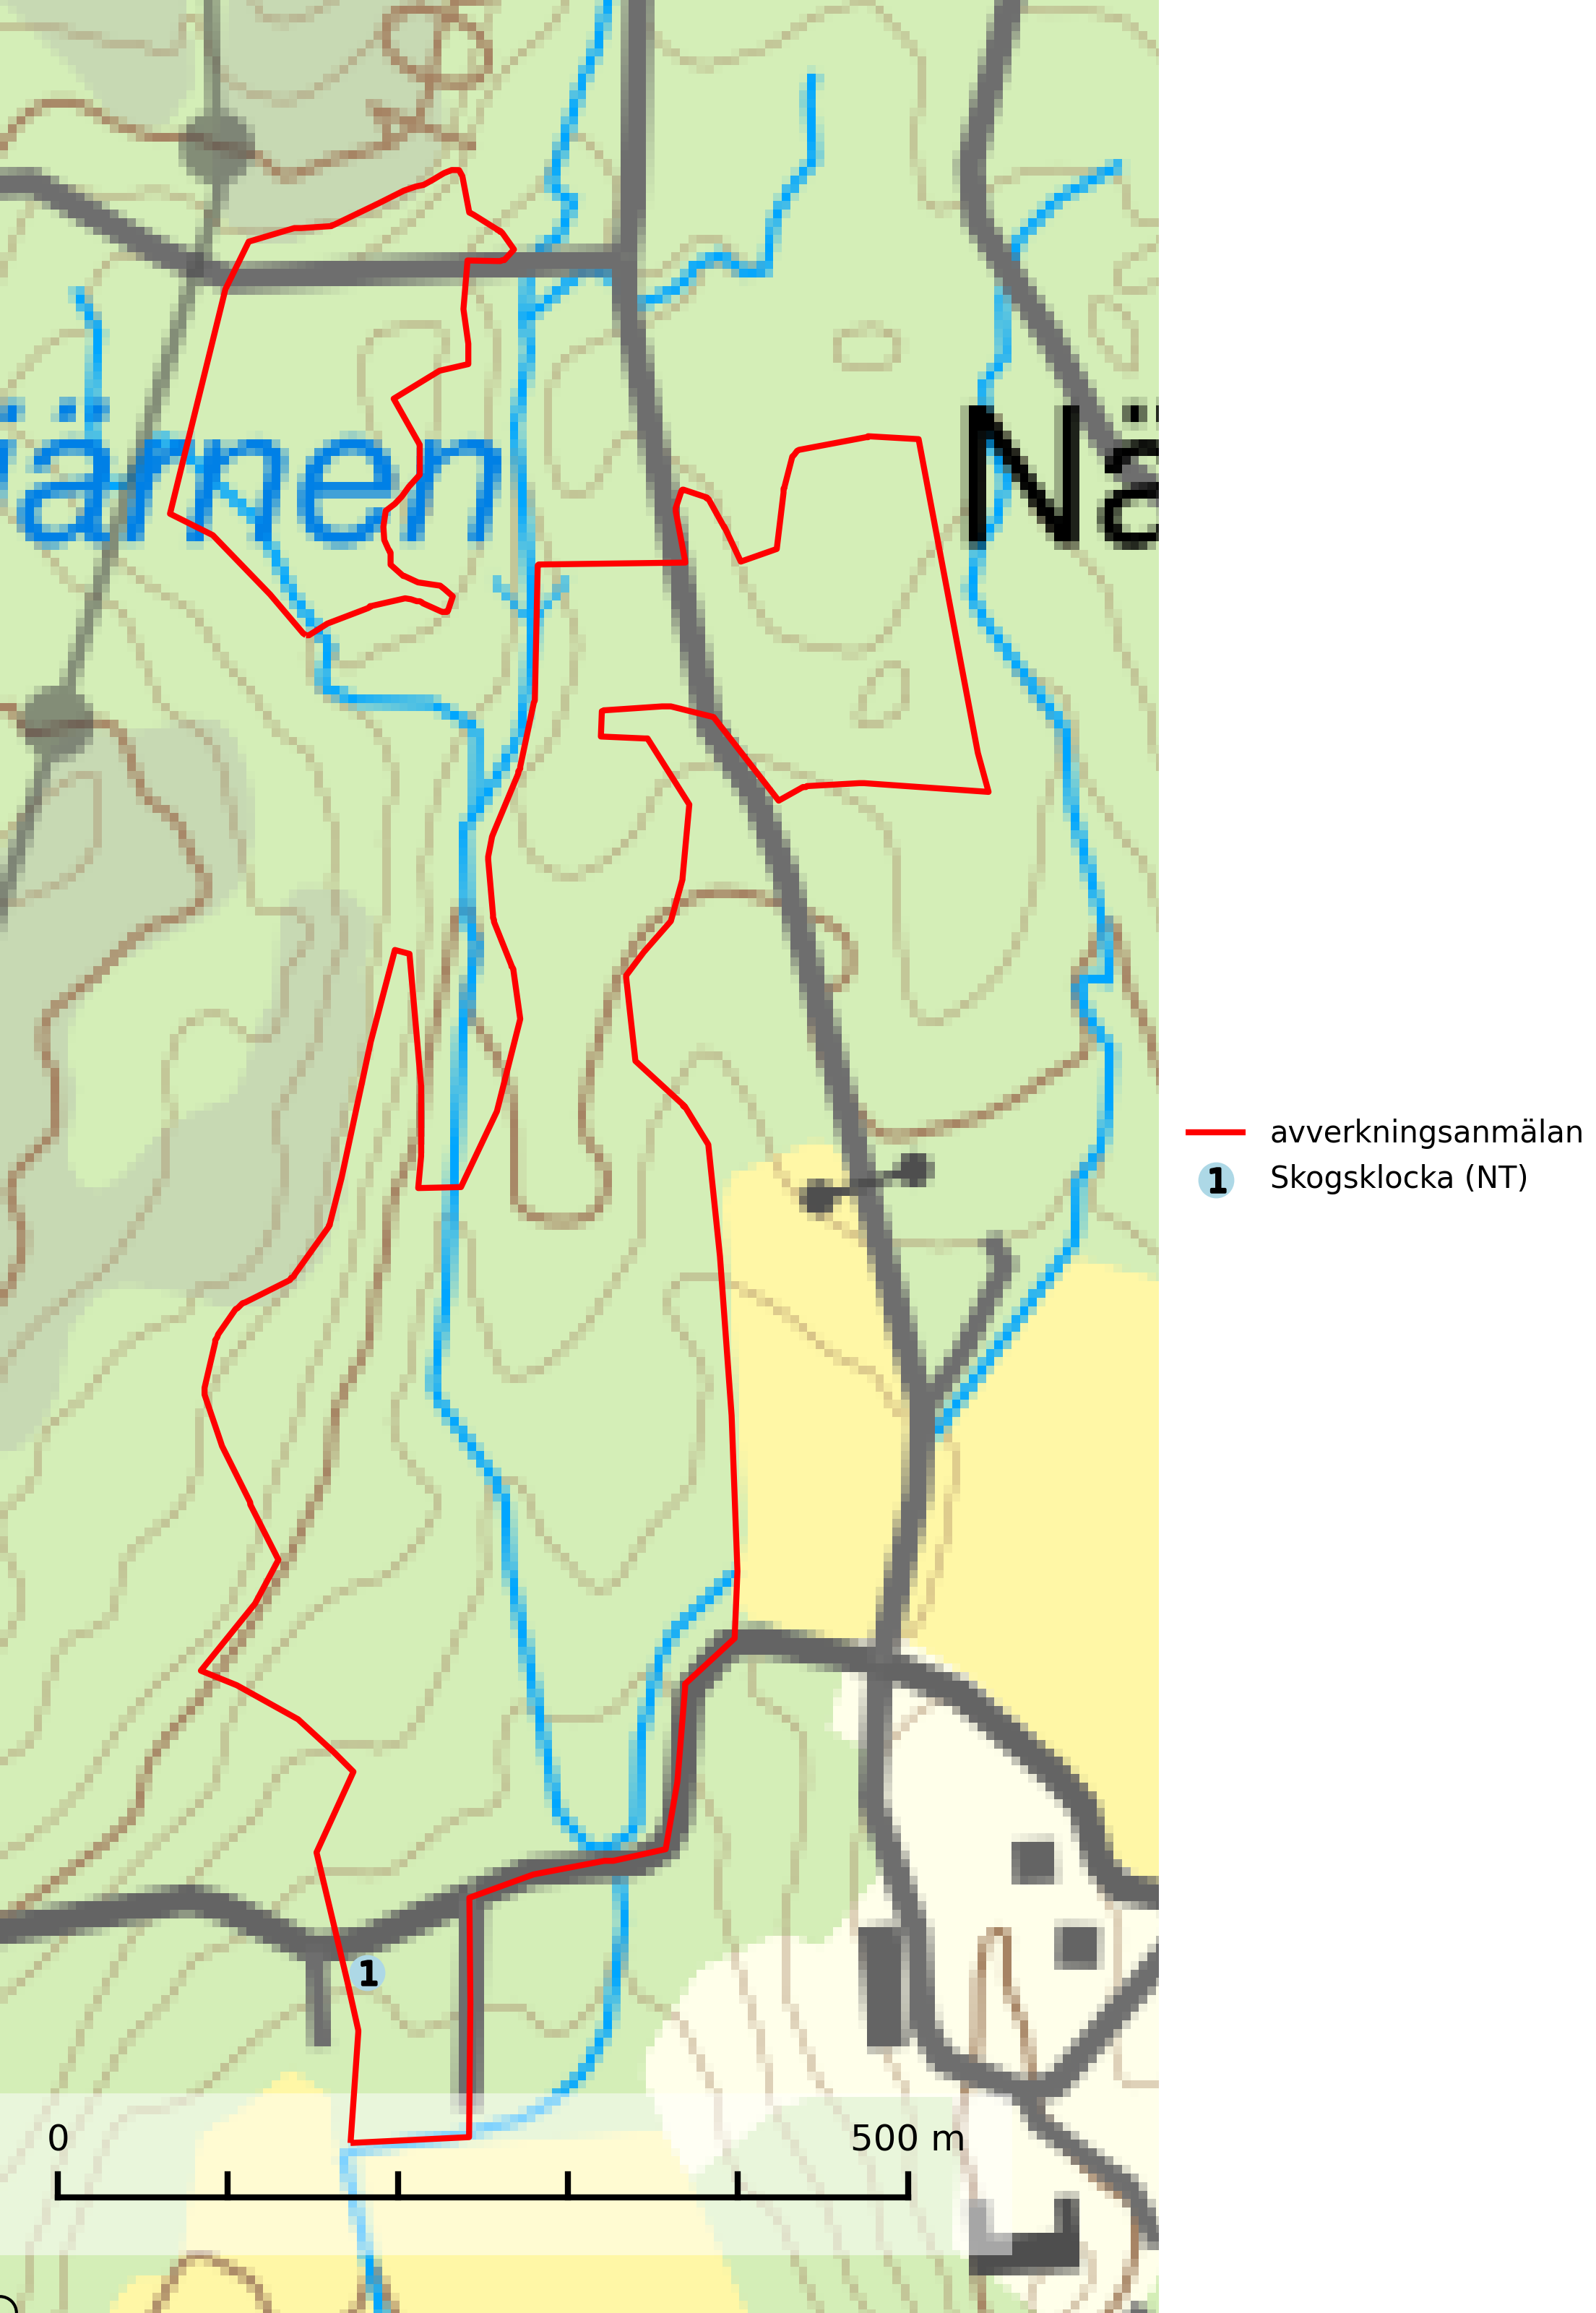 ärnen
Nä
avverkningsanmälan
1 Skogsklocka (NT)
1
0 500 m